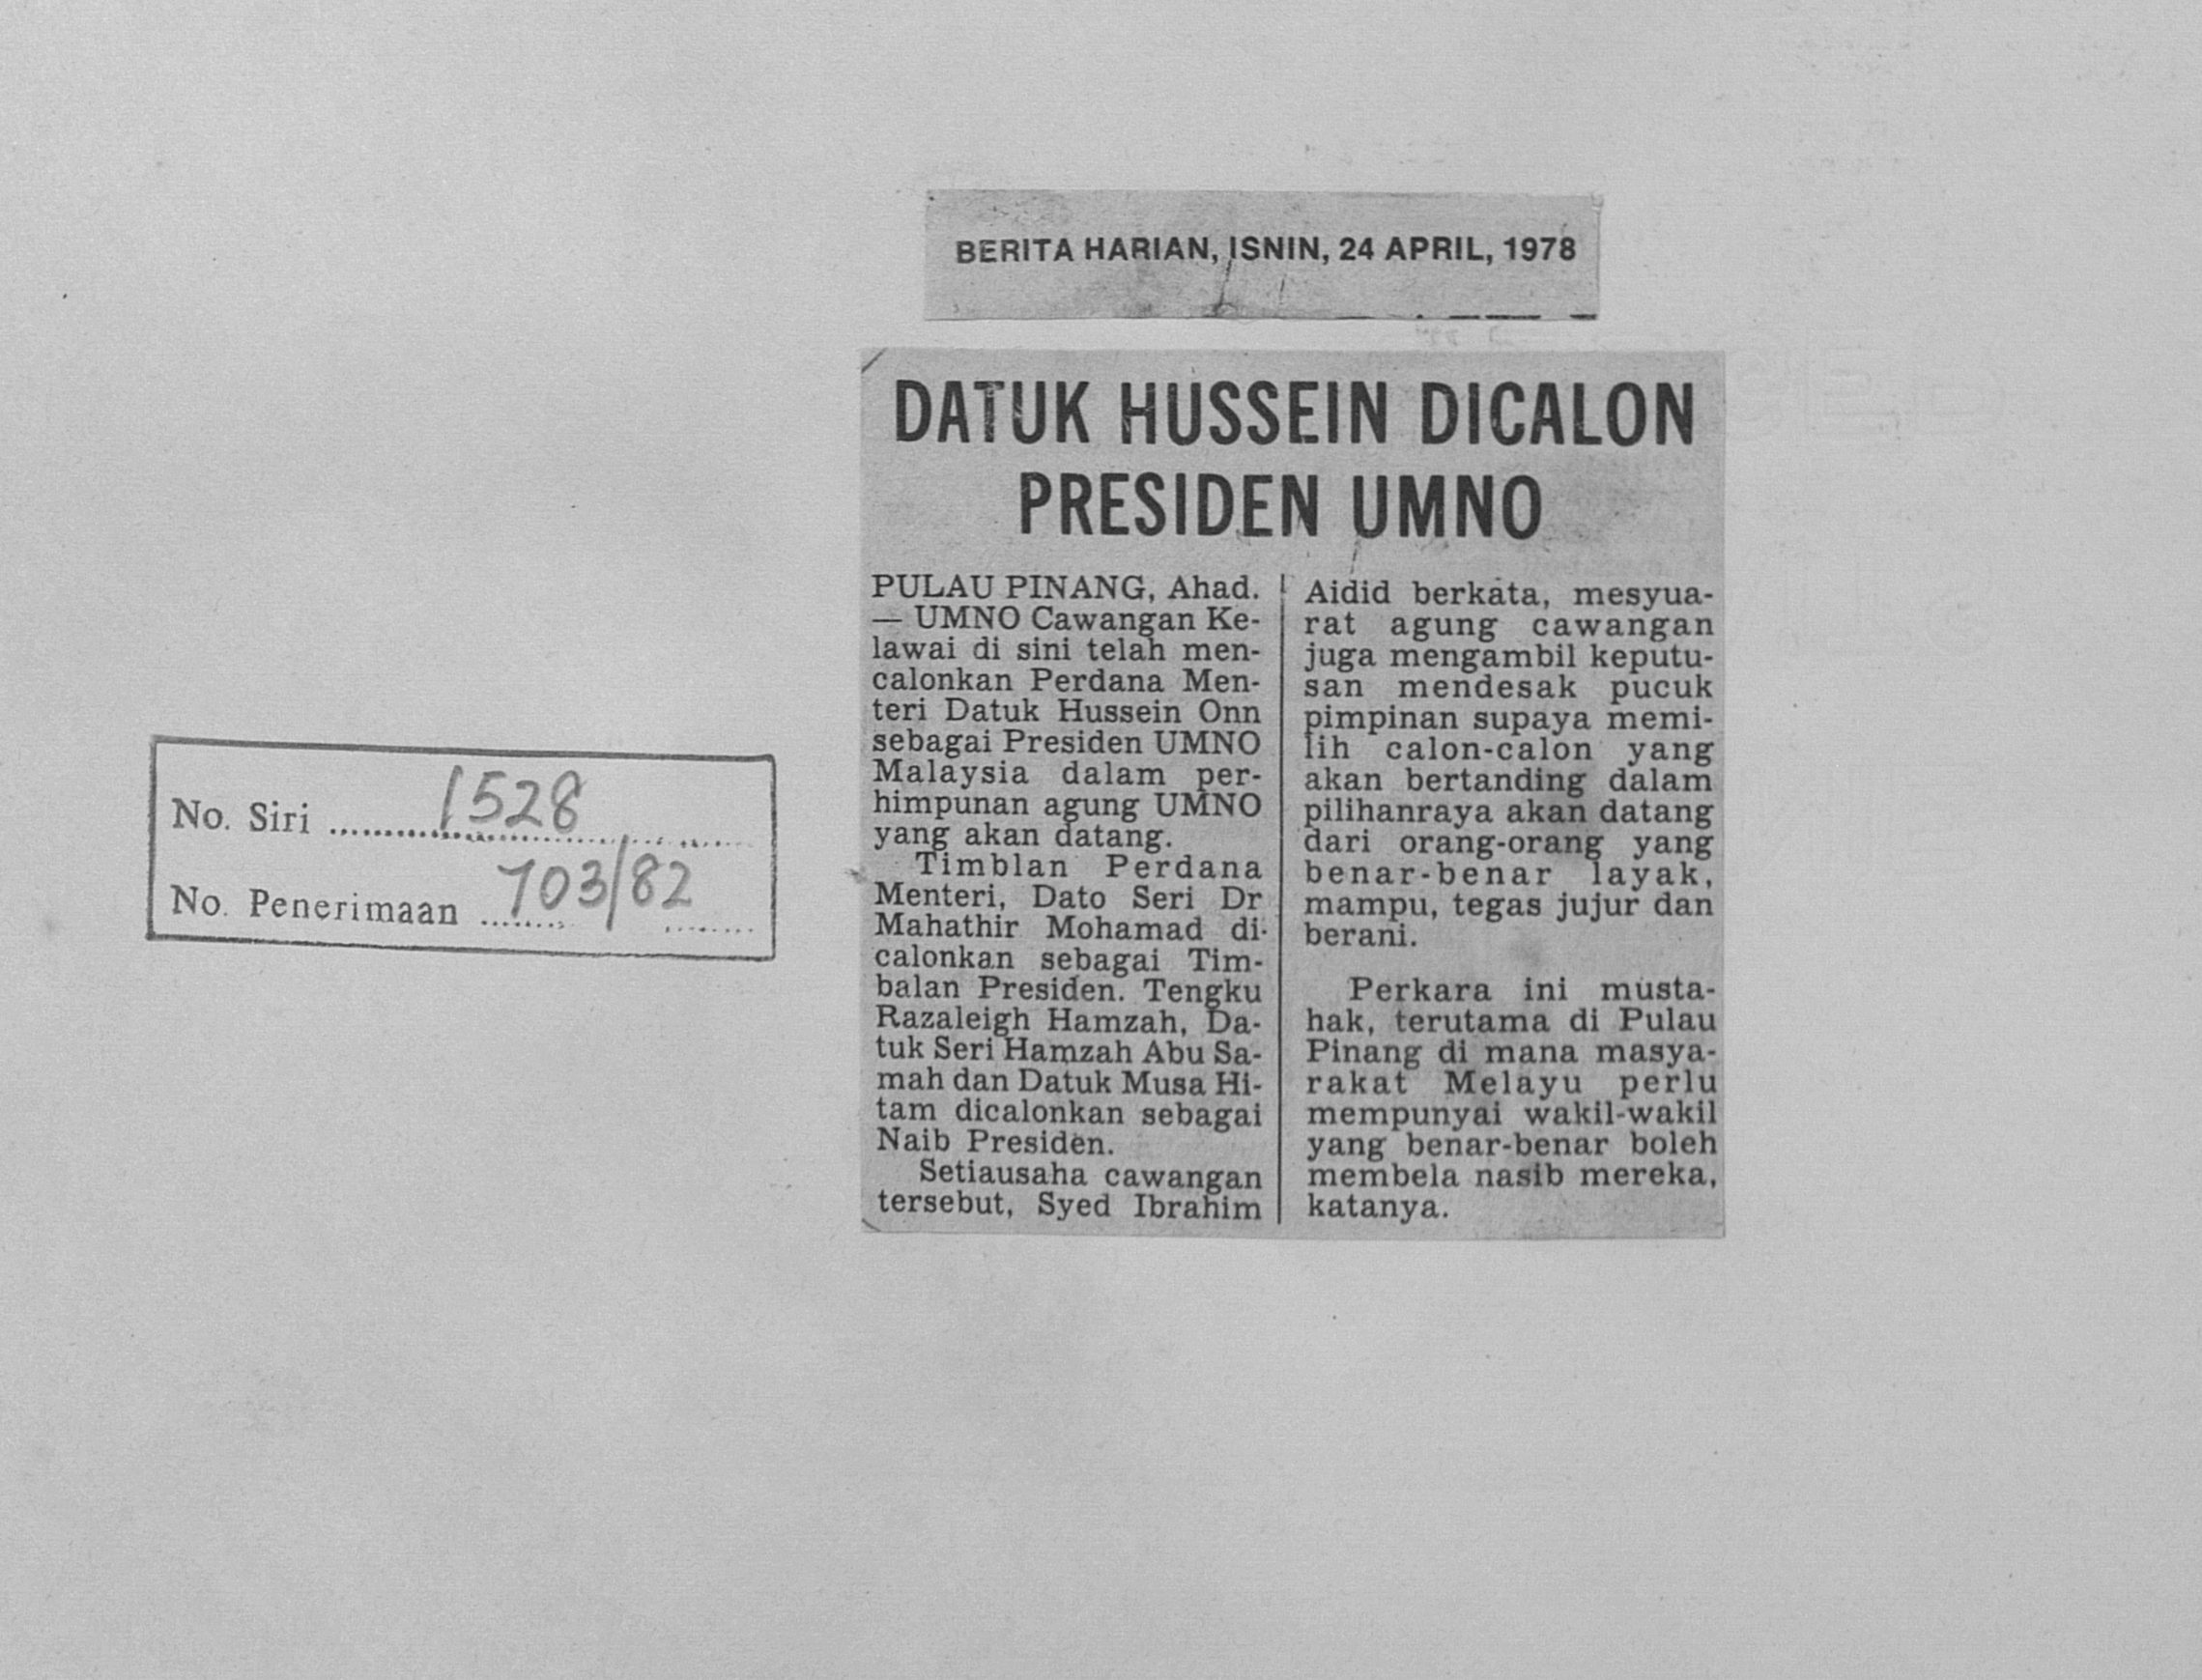 BERITA HARIAN, ISNIN, 24 APRIL, 1978
DATUK HUSSEIN DICALON
PRESIDEN UMNO
PULAU PINANG, Ahad.
— UMNO Cawangan Ke-
lawai di sini telah men-
calonkan Perdana Men-
teri Datuk Hussein Onn
sebagai Presiden UMNO
Malaysia dalam per-
himpunan agung UMNO
yang akan datang.
Timblan Perdana
Menteri, Dato Seri Dr
Mahathir Mohamad di-
calonkan sebagai Tim-
balan Presiden. Tengku
Razaleigh Hamzah, Da-
tuk Seri Hamzah Abu Sa-
mah dan Datuk Musa Hi-
tam dicalonkan sebagai
Naib Presiden.
Setiausaha cawangan
tersebut, Syed Ibrahim
Aidid berkata, mesyua-
rat agung cawangan
juga mengambil keputu-
san mendesak pucuk
pimpinan supaya memi-
lih calon-calon yang
akan bertanding dalam
pilihanraya akan datang
dari orang-orang yang
benar-benar layak,
mampu, tegas jujur dan
berani.
Perkara ini musta-
hak, terutama di Pulau
Pinang di mana masya-
rakat Melayu perlu
mempunyai wakil-wakil
yang benar-benar boleh
membela nasib mereka,
katanya.
No. Siri 1528
No. Penerimaan 103/82